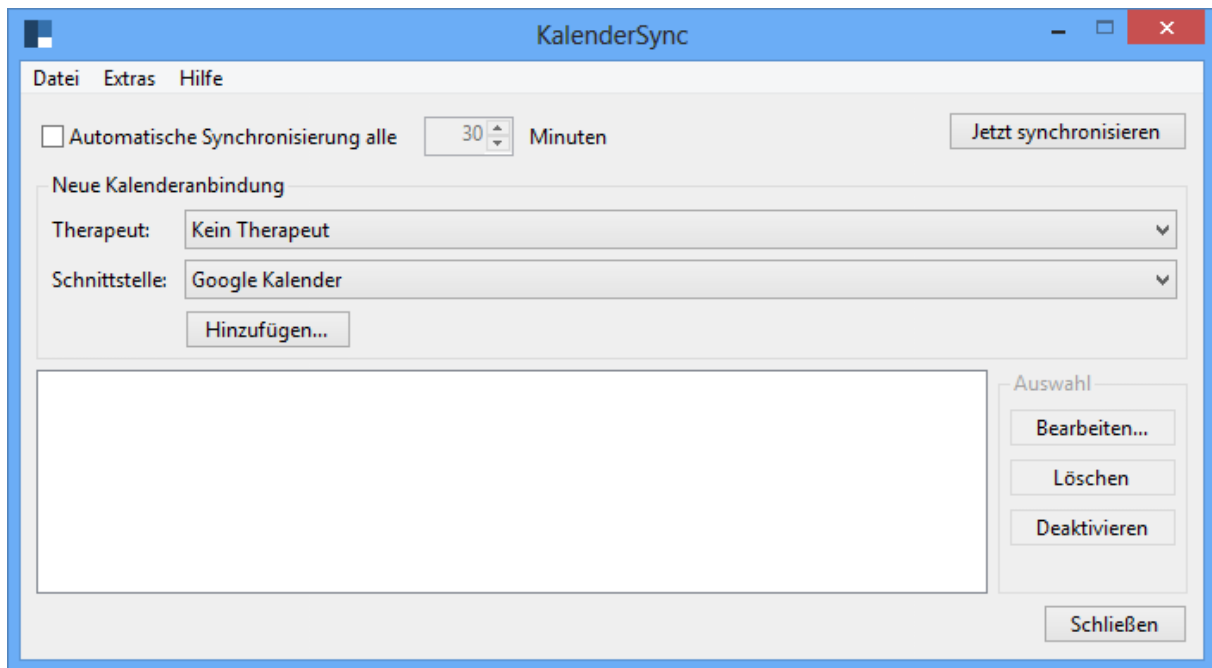 KalenderSync
Datei Extras Hilfe
Automatische Synchronisierung alle 30 Minuten Jetzt synchronisieren
Neue Kalenderanbindung
Therapeut: Kein Therapeut
Schnittstelle: Google Kalender
Hinzufügen...
Auswahl
Bearbeiten...
Löschen
Deaktivieren
Schließen